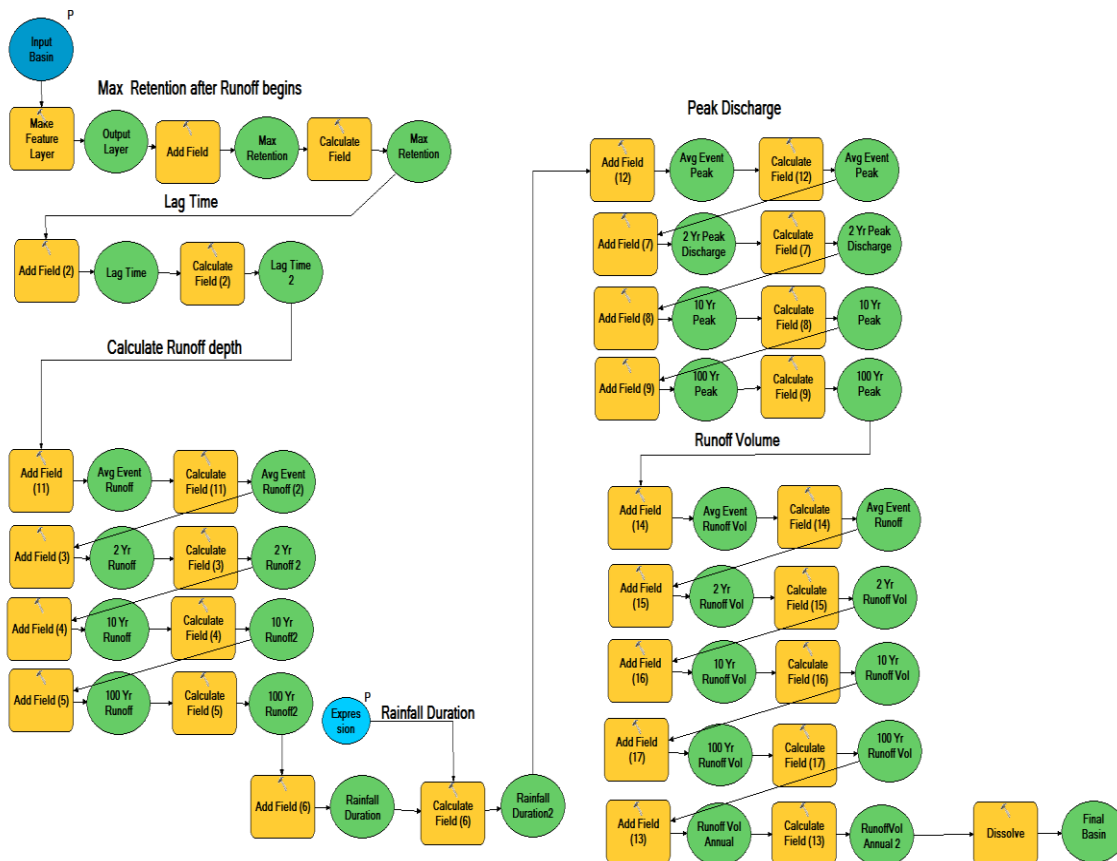 P
Input
Basin
Max Retention after Runoff begins
Make
Feature
Layer
Output
Layer
Add Field
Max
Retention
Calculate
Field
Max
Retention
Lag Time
Add Field (2)
Lag Time
Calculate
Field (2)
Lag Time
2
Calculate Runoff depth
Add Field
(11)
Avg Event
Runoff
Calculate
Field (11)
Avg Event
Runoff (2)
Add Field (3)
2 Yr
Runoff
Calculate
Field (3)
2 Yr
Runoff 2
Add Field (4)
10 Yr
Runoff
Calculate
Field (4)
10 Yr
Runoff2
Add Field (5)
100 Yr
Runoff
Calculate
Field (5)
100 Yr
Runoff2
P
Expres
sion
Rainfall Duration
Add Field (6)
Rainfall
Duration
Calculate
Field (6)
Rainfall
Duration2
Peak Discharge
Add Field
(12)
Avg Event
Peak
Calculate
Field (12)
Avg Event
Peak
Add Field (7)
2 Yr Peak
Discharge
Calculate
Field (7)
2 Yr Peak
Discharge
Add Field
(8)
10 Yr
Peak
Calculate
Field (8)
10 Yr
Peak
Add Field (9)
100 Yr
Peak
Calculate
Field (9)
100 Yr
Peak
Runoff Volume
Add Field
(14)
Avg Event
Runoff Vol
Calculate
Field (14)
Avg Event
Runoff
Add Field
(15)
2 Yr
Runoff Vol
Calculate
Field (15)
2 Yr
Runoff Vol
Add Field
(16)
10 Yr
Runoff Vol
Calculate
Field (16)
10 Yr
Runoff Vol
Add Field
(17)
100 Yr
Runoff Vol
Calculate
Field (17)
100 Yr
Runoff Vol
Add Field
(13)
Runoff Vol
Annual
Calculate
Field (13)
RunoffVol
Annual 2
Dissolve
Final
Basin